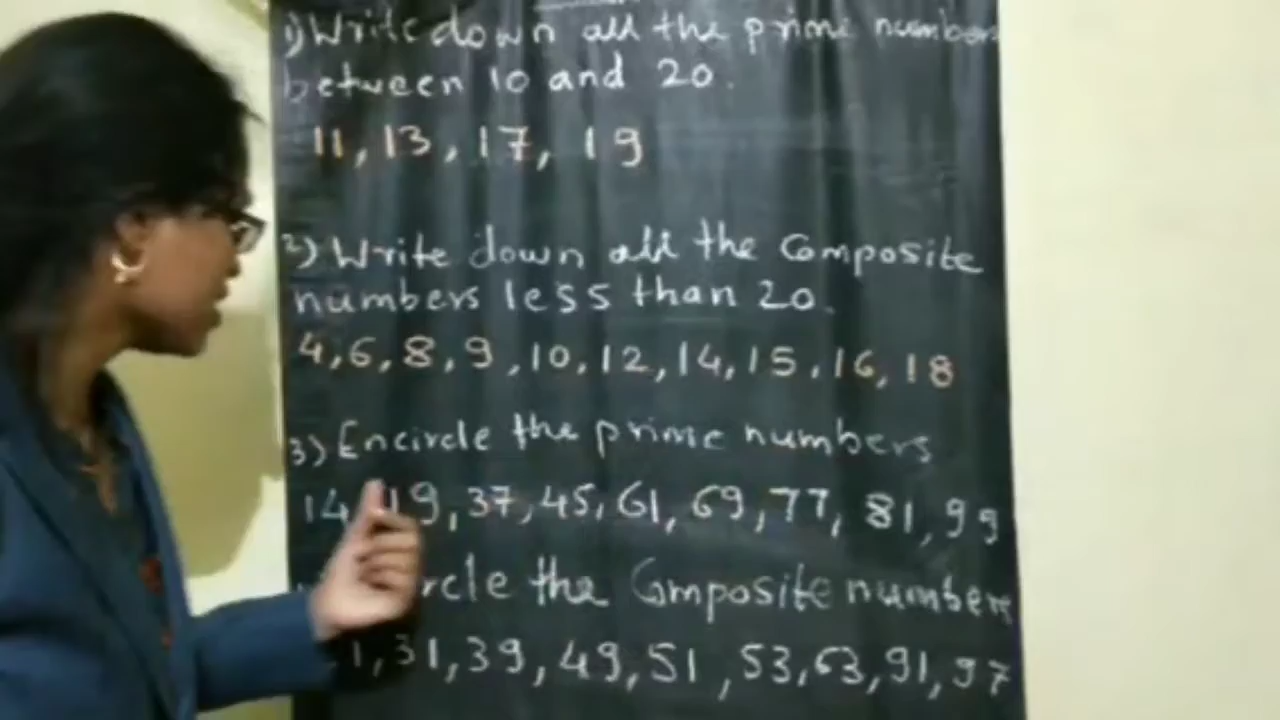 1) Write down all the prime numbers
between 10 and 20.
11, 13, 17, 19
2) Write down all the Composite
numbers less than 20.
4, 6, 8, 9, 10, 12, 14, 15, 16, 18
3) Encircle the prime numbers
14, 19, 37, 45, 61, 69, 77, 81, 99
the Composite numbers
31, 39, 49, 51, 53, 63, 91, 97